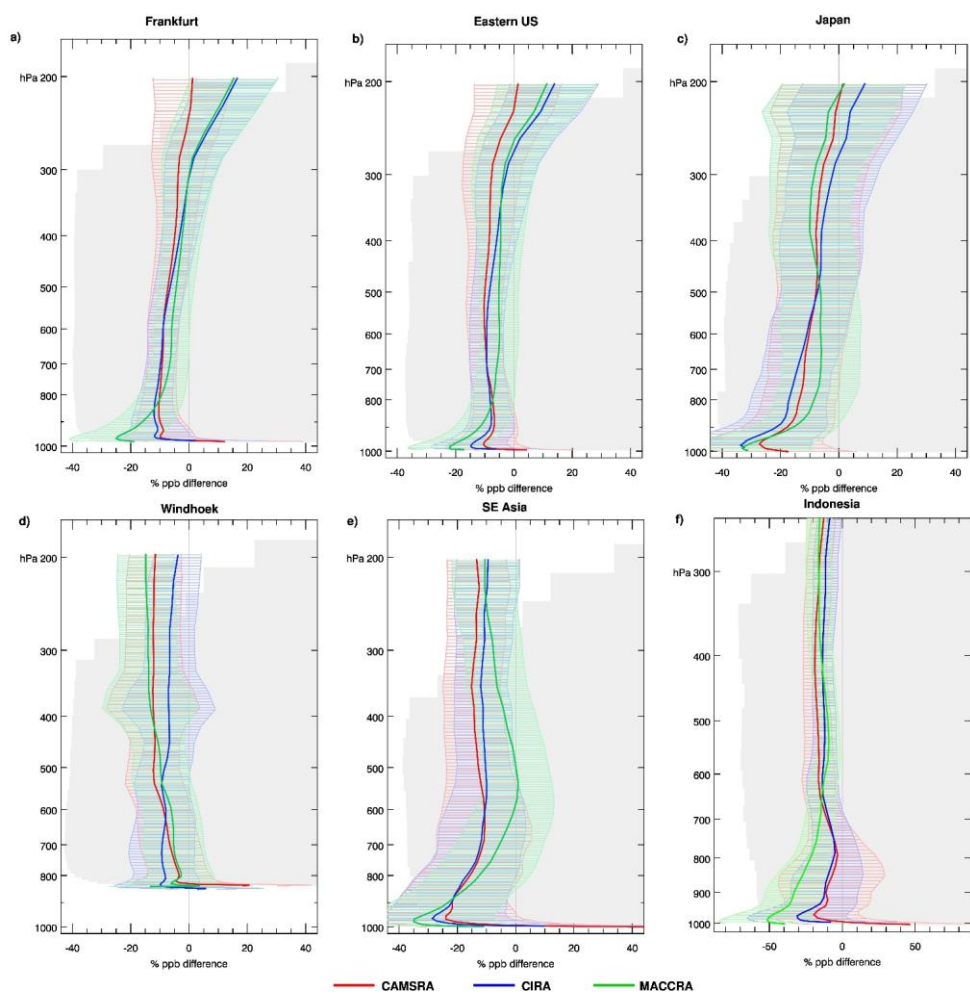 Frankfurt
a)
-40 -20 0 20 40
hPa 200
300
400
500
600
700
800
1000
% ppb difference
Eastern US
b)
-40 -20 0 20 40
hPa 200
300
400
500
600
700
800
1000
% ppb difference
Japan
c)
-40 -20 0 20 40
hPa 200
300
400
500
600
700
800
1000
% ppb difference
Windhoek
d)
hPa 200
300
400
500
600
700
800
1000
-40 -20 0 20 40
% ppb difference
SE Asia
e)
hPa 200
300
400
500
600
700
800
1000
-40 -20 0 20 40
% ppb difference
Indonesia
f)
hPa 300
400
500
600
700
800
900
1000
-50 0 50
% ppb difference
CAMSRA CIRA MACCRA